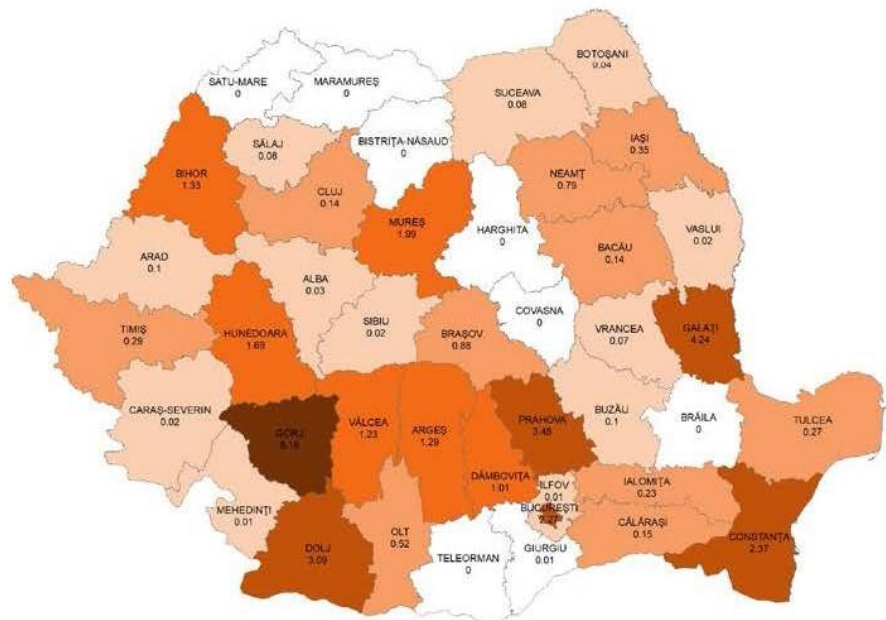 BOTOȘANI
0.04
SATU-MARE
0
MARAMUREȘ
0
SUCEAVA
0.08
IAȘI
0.35
BISTRIȚA-NĂSAUD
0
SĂLAJ
0.08
BIHOR
1.33
CLUJ
0.14
NEAMȚ
0.79
MUREȘ
1.99
HARGHITA
0
VASLUI
0.02
BACĂU
0.14
ARAD
0.1
ALBA
0.03
COVASNA
0
SIBIU
0.02
TIMIȘ
0.29
HUNEDOARA
1.69
BRAȘOV
0.88
VRANCEA
0.07
GALAȚI
4.24
CARAȘ-SEVERIN
0.02
GORJ
VÂLCEA
1.23
ARGEȘ
1.29
PRAHOVA
3.48
BUZĂU
0.1
BRĂILA
0
TULCEA
0.27
DÂMBOVIȚA
1.01
ILFOV
0.01
BUCUREȘTI
IALOMIȚA
0.23
MEHEDINȚI
0.01
OLT
0.52
CĂLĂRAȘI
0.15
CONSTANȚA
2.37
DOLJ
3.09
TELEORMAN
0
GIURGIU
0.01